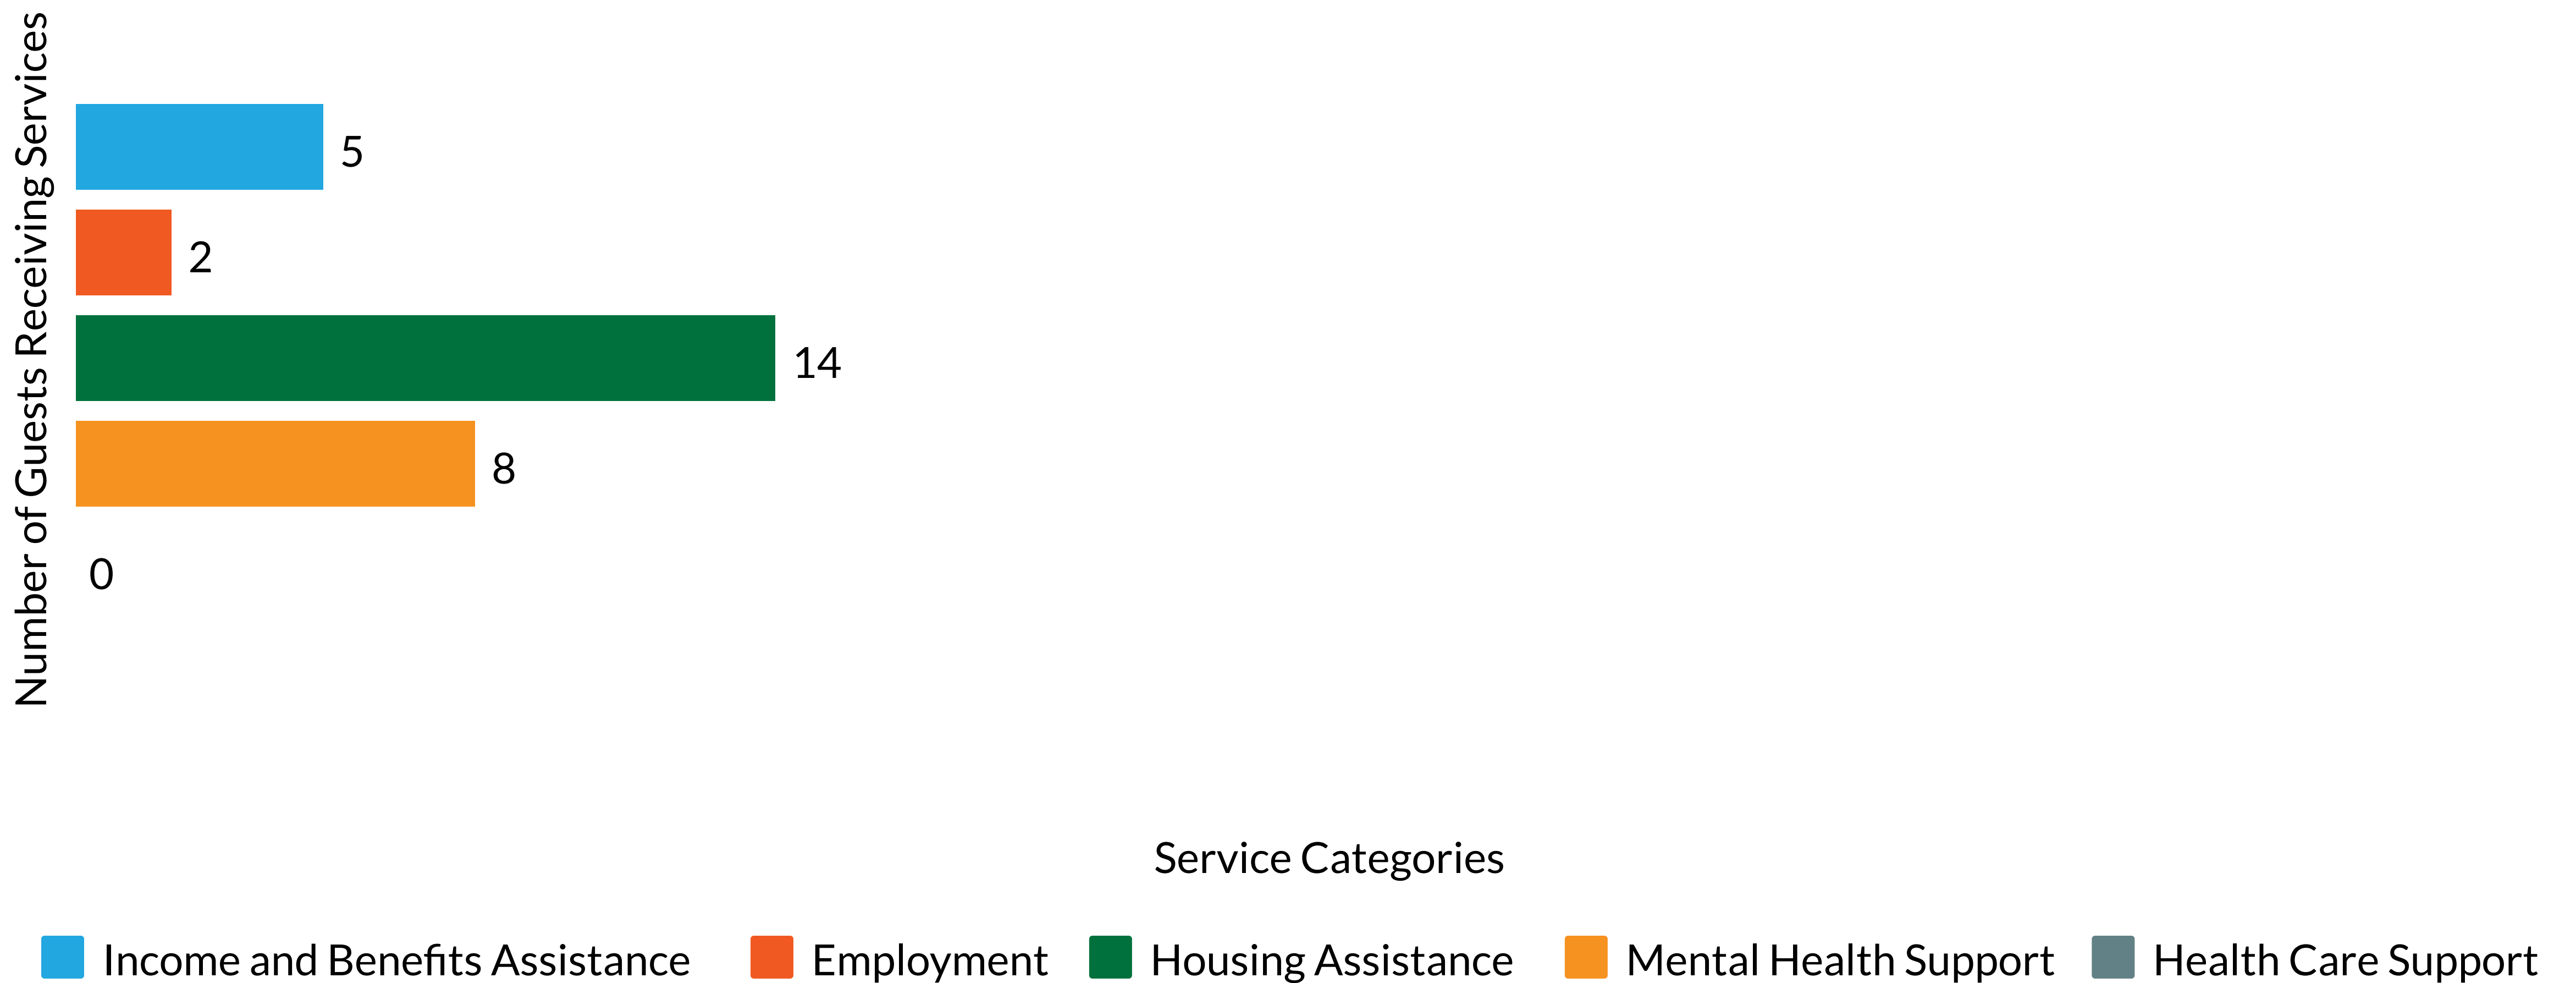 Number of Guests Receiving Services
5
2
14
8
0
Service Categories
Income and Benefits Assistance
Employment
Housing Assistance
Mental Health Support
Health Care Support